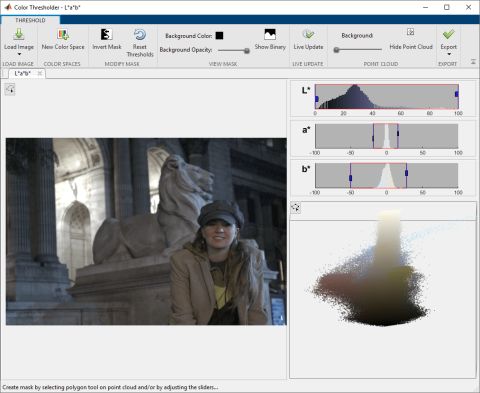 Color Thresholder - L*a*b*
THRESHOLD
Load Image
New Color Space
Invert Mask
Reset Thresholds
Background Color:
Background Opacity:
Show Binary
Live Update
Background:
Hide Point Cloud
Export
LOAD IMAGE
COLOR SPACES
MODIFY MASK
VIEW MASK
LIVE UPDATE
POINT CLOUD
EXPORT
L*a*b*
L*
0 20 40 60 80 100
a*
-100 -50 0 50 100
b*
-100 -50 0 50 100
Create mask by selecting polygon tool on point cloud and/or by adjusting the sliders...